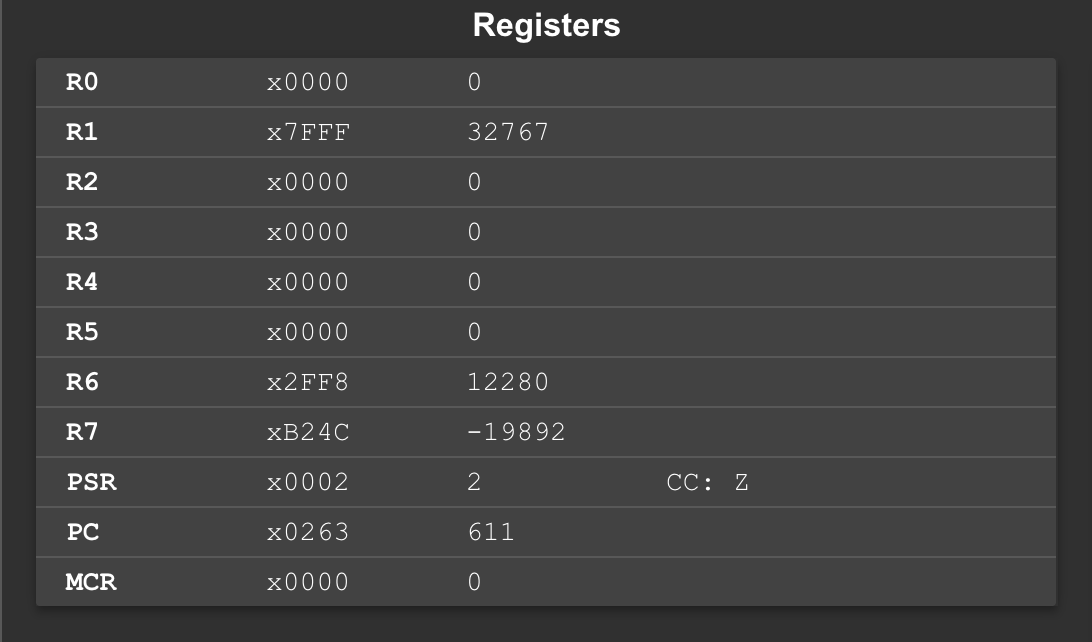 Registers
R0 x0000 0
R1 x7FFF 32767
R2 x0000 0
R3 x0000 0
R4 x0000 0
R5 x0000 0
R6 x2FF8 12280
R7 xB24C -19892
PSR x0002 2 CC: Z
PC x0263 611
MCR x0000 0